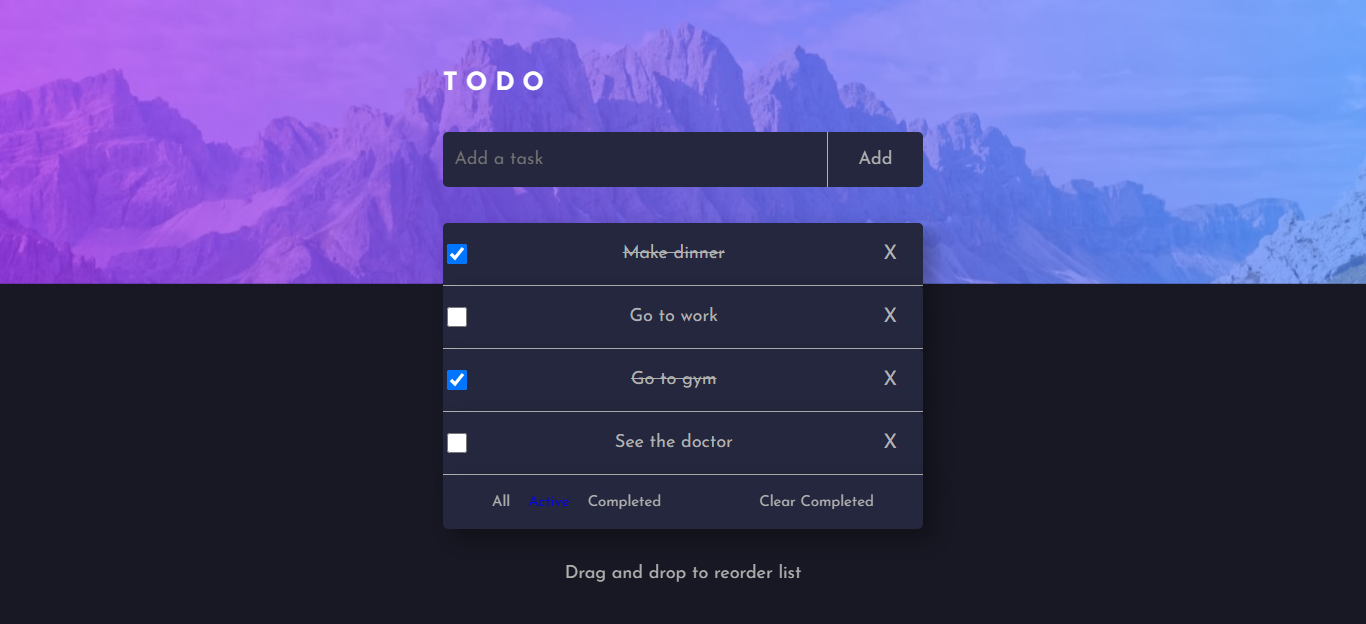 TODO
Add a task Add
Make dinner X
Go to work X
Go to gym X
See the doctor X
All Active Completed Clear Completed
Drag and drop to reorder list